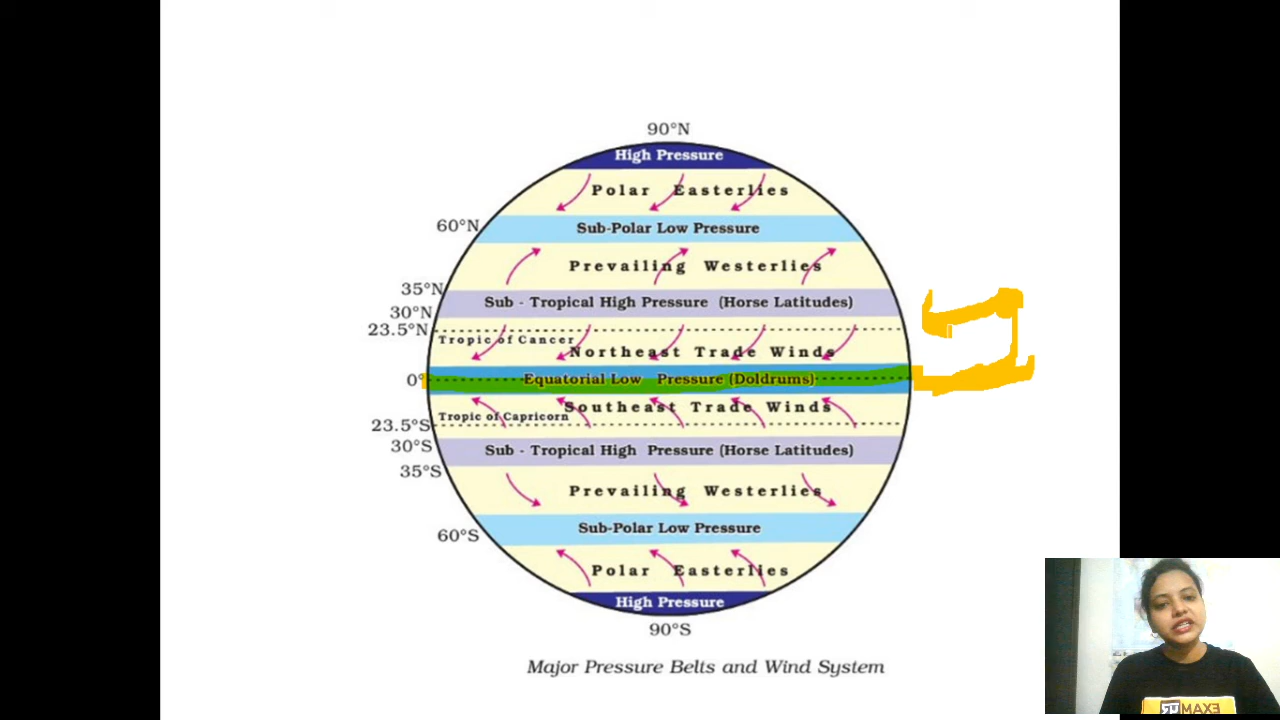 90°N
High Pressure
Polar Easterlies
60°N
Sub-Polar Low Pressure
Prevailing Westerlies
35°N
Sub - Tropical High Pressure (Horse Latitudes)
30°N
23.5°N
Tropic of Cancer
Northeast Trade Winds
0°
Equatorial Low Pressure (Doldrums)
Southeast Trade Winds
Tropic of Capricorn
23.5°S
30°S
Sub - Tropical High Pressure (Horse Latitudes)
35°S
Prevailing Westerlies
Sub-Polar Low Pressure
60°S
Polar Easterlies
High Pressure
90°S
Major Pressure Belts and Wind System